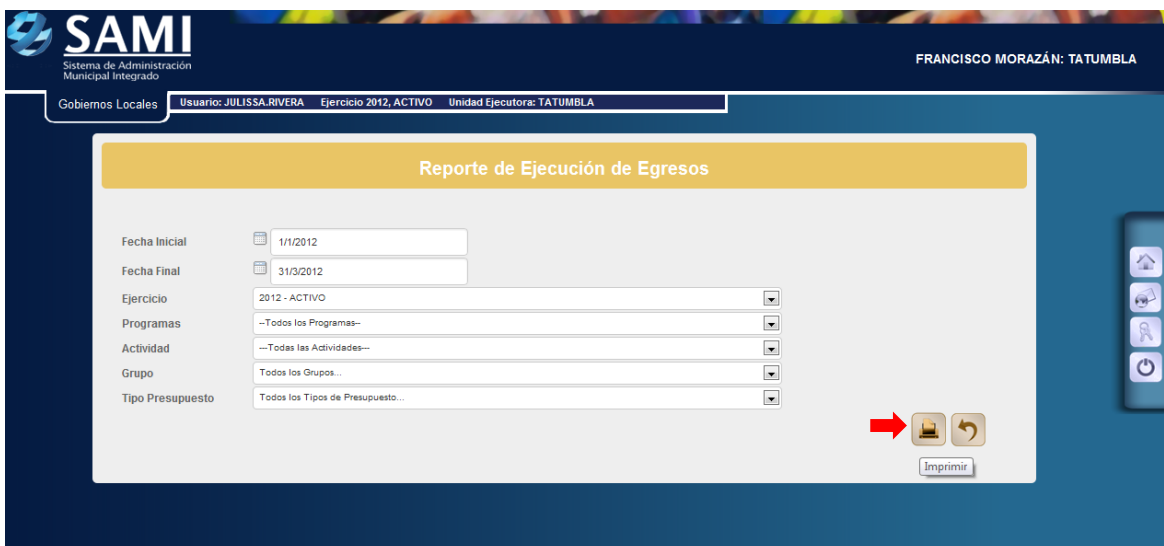 SAMI
Sistema de Administración
Municipal Integrado
FRANCISCO MORAZÁN: TATUMBLA
Gobiernos Locales
Usuario: JULISSA.RIVERA Ejercicio 2012, ACTIVO Unidad Ejecutora: TATUMBLA
Reporte de Ejecución de Egresos
Fecha Inicial 1/1/2012
Fecha Final 31/3/2012
Ejercicio 2012 - ACTIVO
Programas --Todos los Programas--
Actividad ---Todas las Actividades---
Grupo Todos los Grupos...
Tipo Presupuesto Todos los Tipos de Presupuesto...
Imprimir